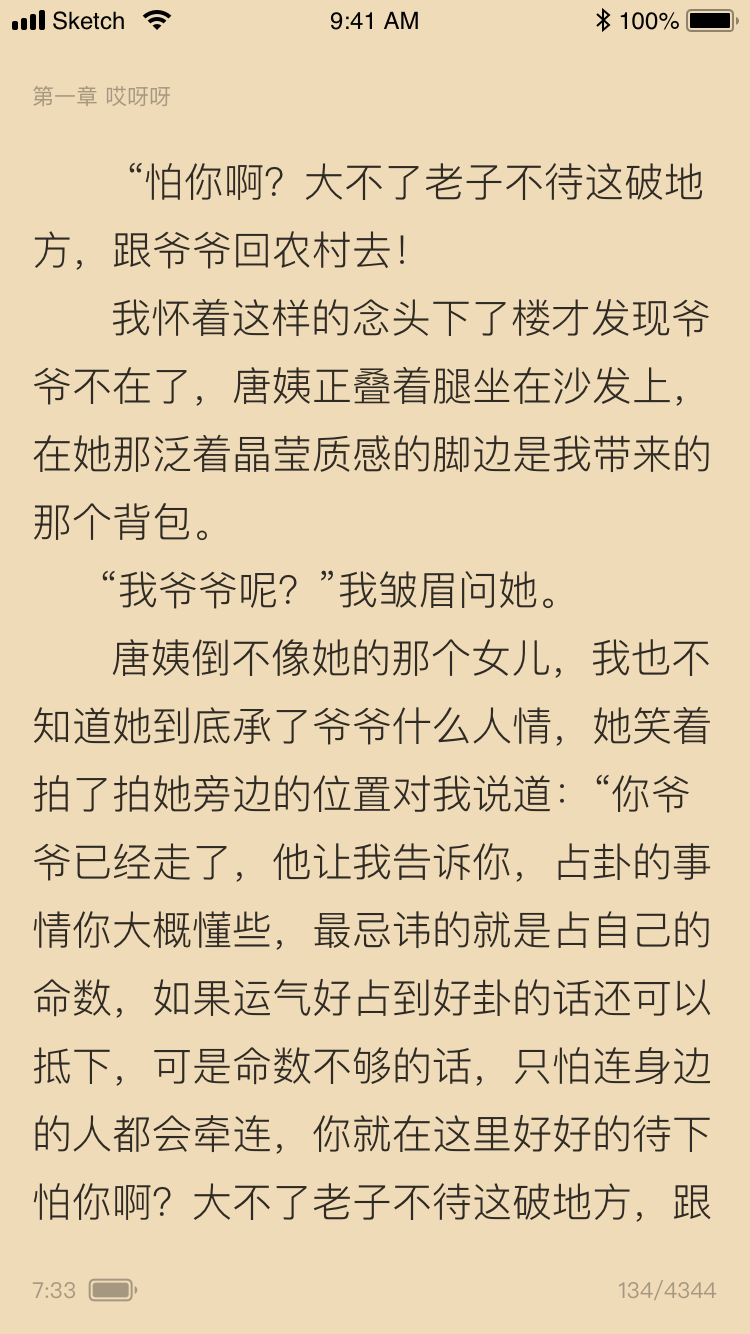 Sketch 9:41 AM 100%
第一章 哎呀呀
“怕你啊？大不了老子不待这破地
方，跟爷爷回农村去！
我怀着这样的念头下了楼才发现爷
爷不在了，唐姨正叠着腿坐在沙发上，
在她那泛着晶莹质感的脚边是我带来的
那个背包。
“我爷爷呢？”我皱眉问她。
唐姨倒不像她的那个女儿，我也不
知道她到底承了爷爷什么人情，她笑着
拍了拍她旁边的位置对我说道：“你爷
爷已经走了，他让我告诉你，占卦的事
情你大概懂些，最忌讳的就是占自己的
命数，如果运气好占到好卦的话还可以
抵下，可是命数不够的话，只怕连身边
的人都会牵连，你就在这里好好的待下
怕你啊？大不了老子不待这破地方，跟
7:33 134/4344